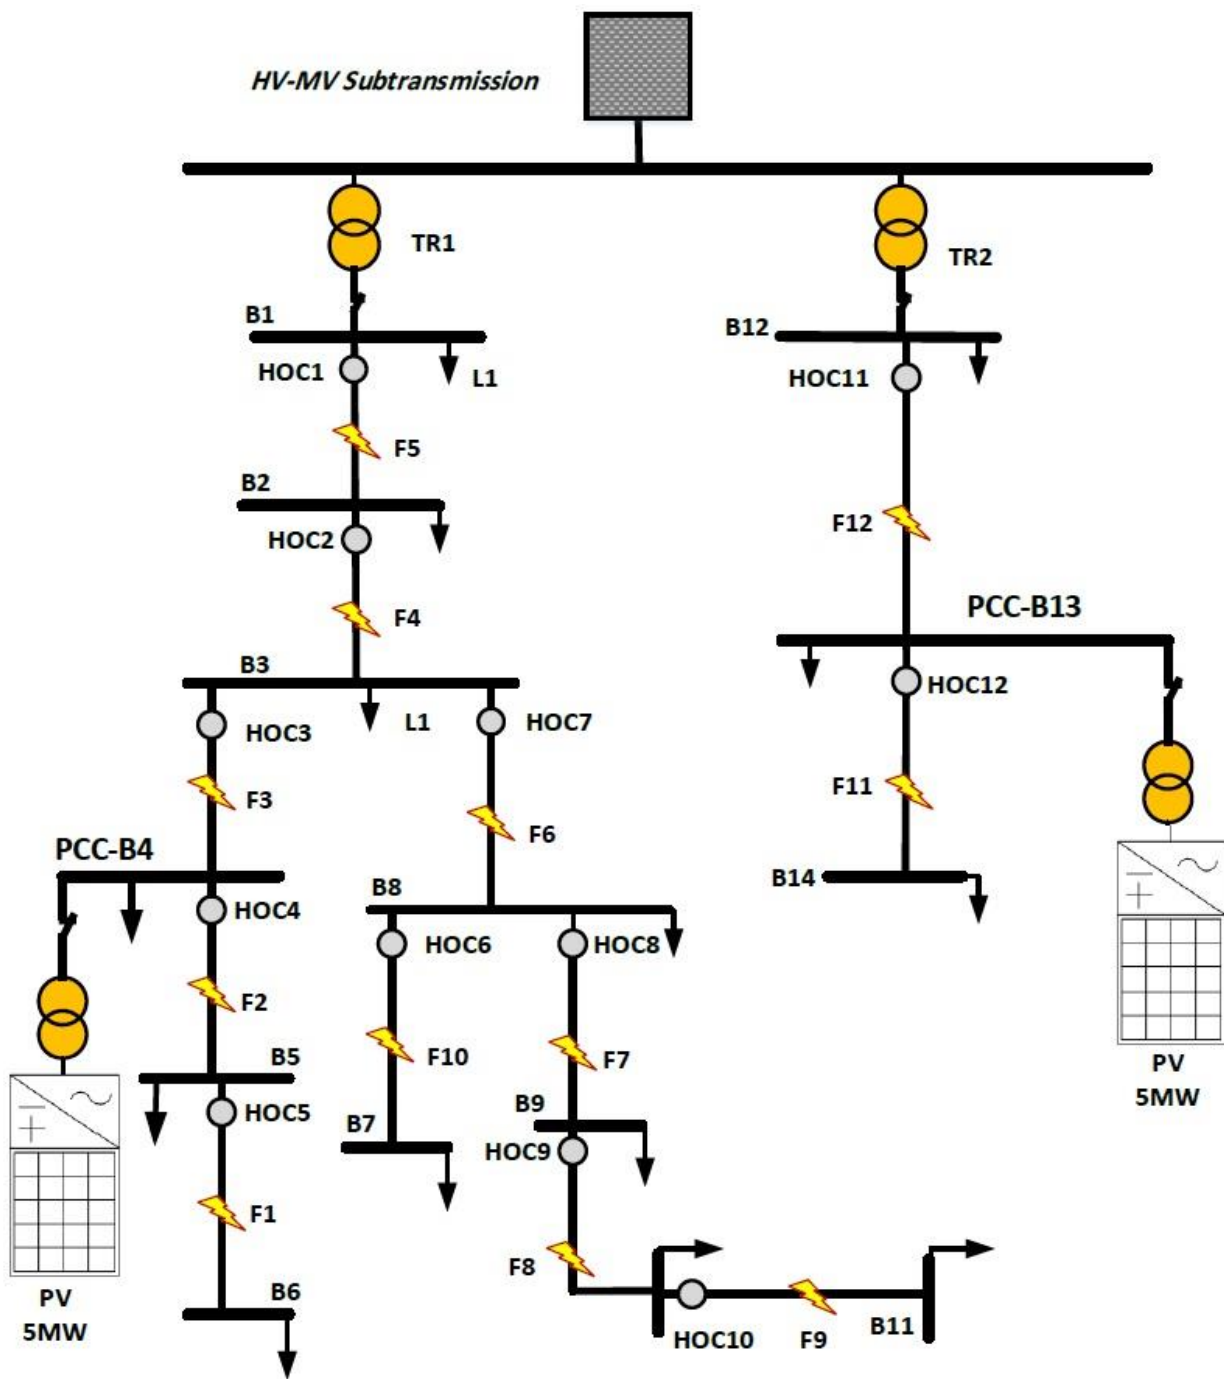 HV-MV Subtransmission
TR1
TR2
B1
B12
HOC1
L1
HOC11
F5
B2
HOC2
F12
F4
PCC-B13
B3
HOC3
L1
HOC7
HOC12
F3
F6
F11
PCC-B4
B14
B8
HOC4
HOC6
HOC8
F2
F10
F7
PV
5MW
B5
HOC5
B7
B9
HOC9
F1
F8
B6
PV
5MW
HOC10
F9
B11